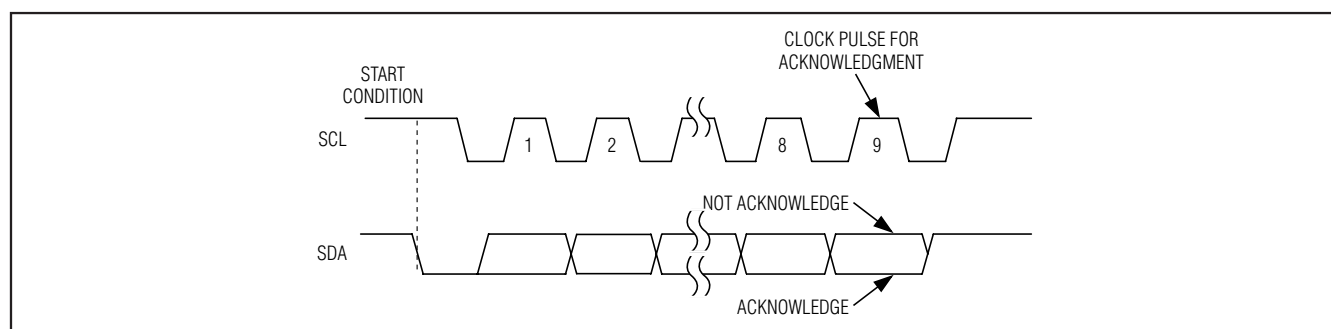 CLOCK PULSE FOR
ACKNOWLEDGMENT
START
CONDITION
SCL
1
2
8
9
NOT ACKNOWLEDGE
SDA
ACKNOWLEDGE